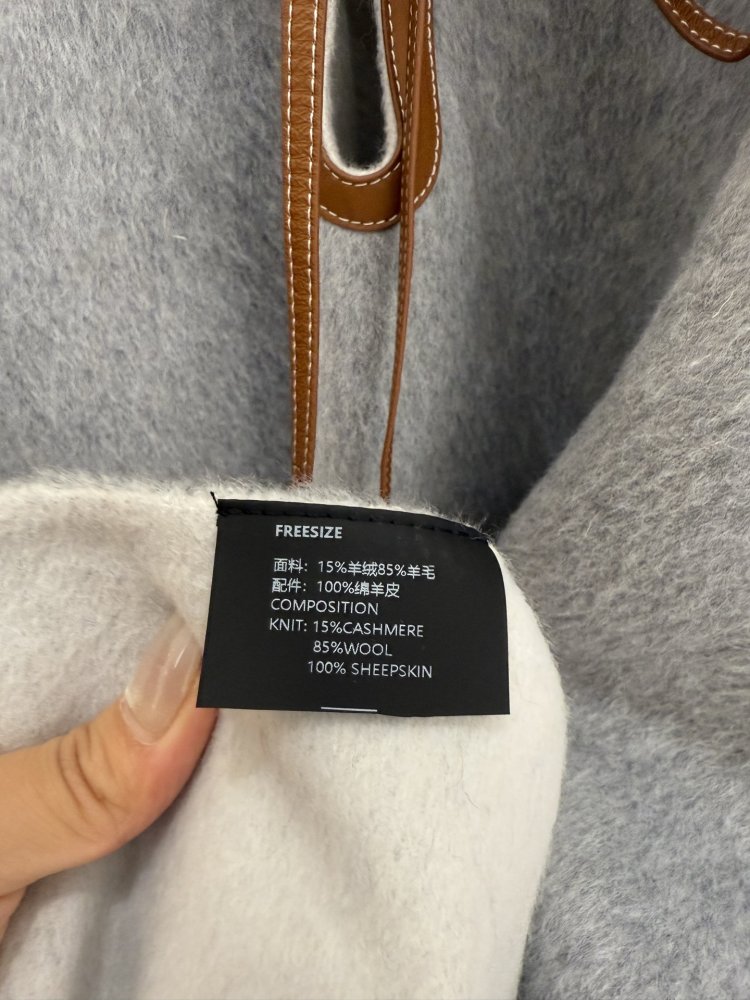 FREESIZE
面料：15%羊绒85%羊毛
配件：100%绵羊皮
COMPOSITION
KNIT: 15%CASHMERE
85%WOOL
100% SHEEPSKIN